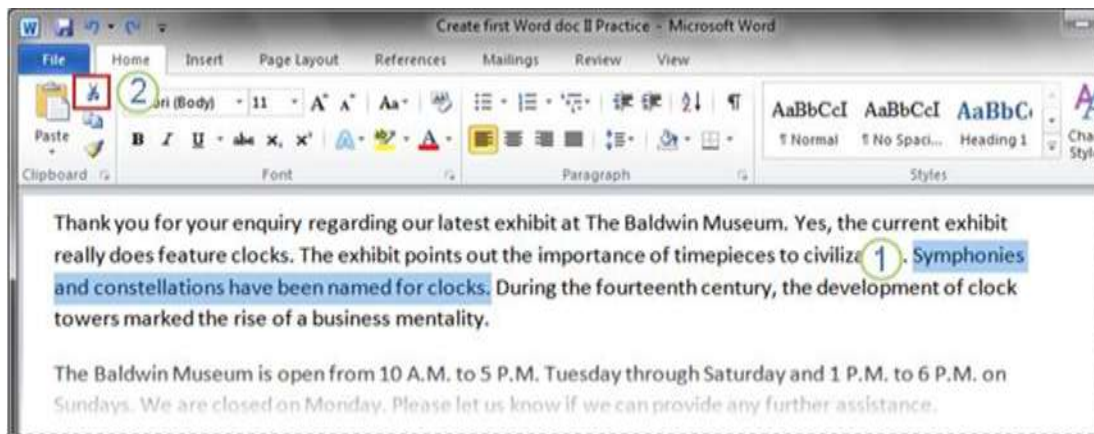 Create first Word doc II Practice - Microsoft Word
File Home Insert Page Layout References Mailings Review View
2
(Body) 11 A A Aa
AaBbCcI AaBbCcI AaBbC
Paste B I U abc x, x² A A
¶ Normal ¶ No Spaci... Heading 1
Clipboard Font Paragraph Styles
Thank you for your enquiry regarding our latest exhibit at The Baldwin Museum. Yes, the current exhibit
really does feature clocks. The exhibit points out the importance of timepieces to 1 . Symphonies
and constellations have been named for clocks. During the fourteenth century, the development of clock
towers marked the rise of a business mentality.
The Baldwin Museum is open from 10 A.M. to 5 P.M. Tuesday through Saturday and 1 P.M. to 6 P.M. on
Sundays. We are closed on Monday. Please let us know if we can provide any further assistance.